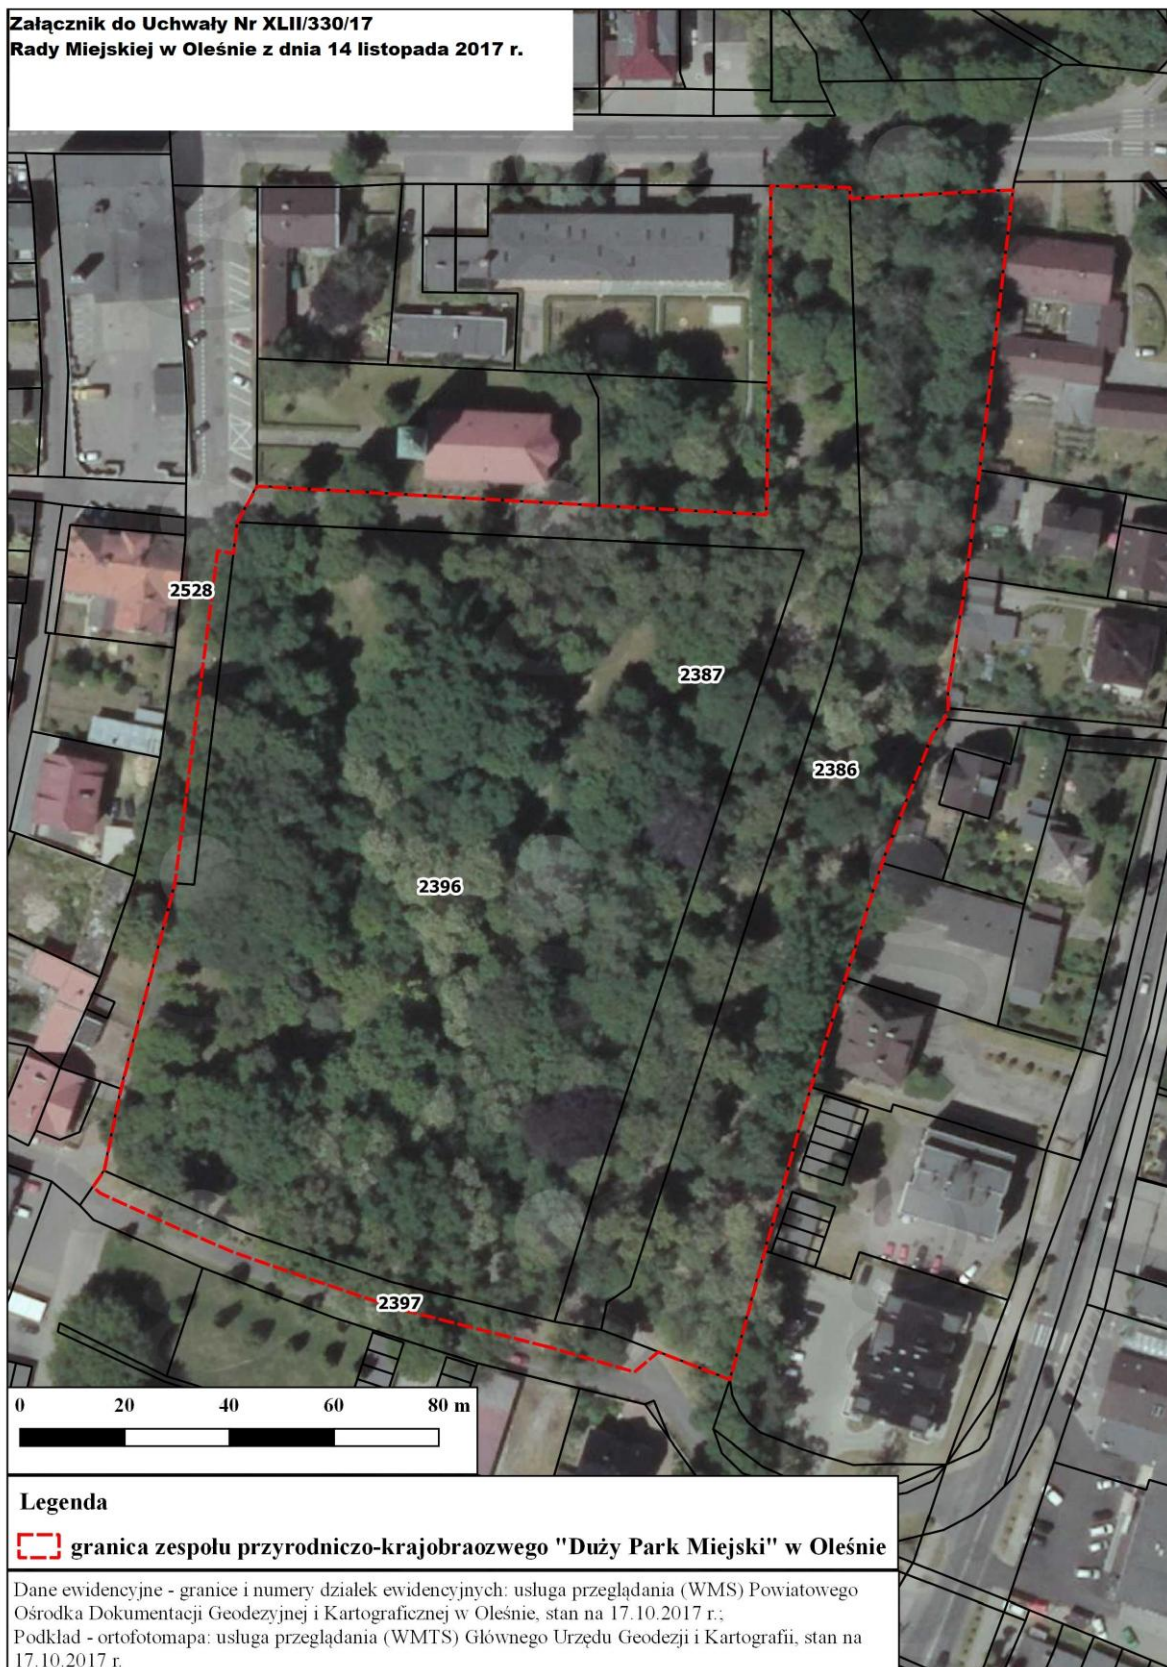 Załącznik do Uchwały Nr XLII/330/17
Rady Miejskiej w Oleśnie z dnia 14 listopada 2017 r.
2528
2387
2386
2396
2397
0 20 40 60 80 m
Legenda
granica zespołu przyrodniczo-krajobraozwego "Duży Park Miejski" w Oleśnie
Dane ewidencyjne - granice i numery działek ewidencyjnych: usługa przeglądania (WMS) Powiatowego
Ośrodka Dokumentacji Geodezyjnej i Kartograficznej w Oleśnie, stan na 17.10.2017 r.;
Podkład - ortofotomapa: usługa przeglądania (WMTS) Głównego Urzędu Geodezji i Kartografii, stan na
17.10.2017 r.